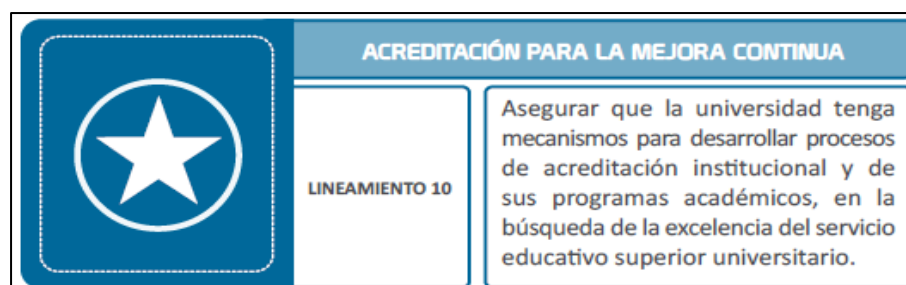 ACREDITACIÓN PARA LA MEJORA CONTINUA
LINEAMIENTO 10
Asegurar que la universidad tenga
mecanismos para desarrollar procesos
de acreditación institucional y de
sus programas académicos, en la
búsqueda de la excelencia del servicio
educativo superior universitario.